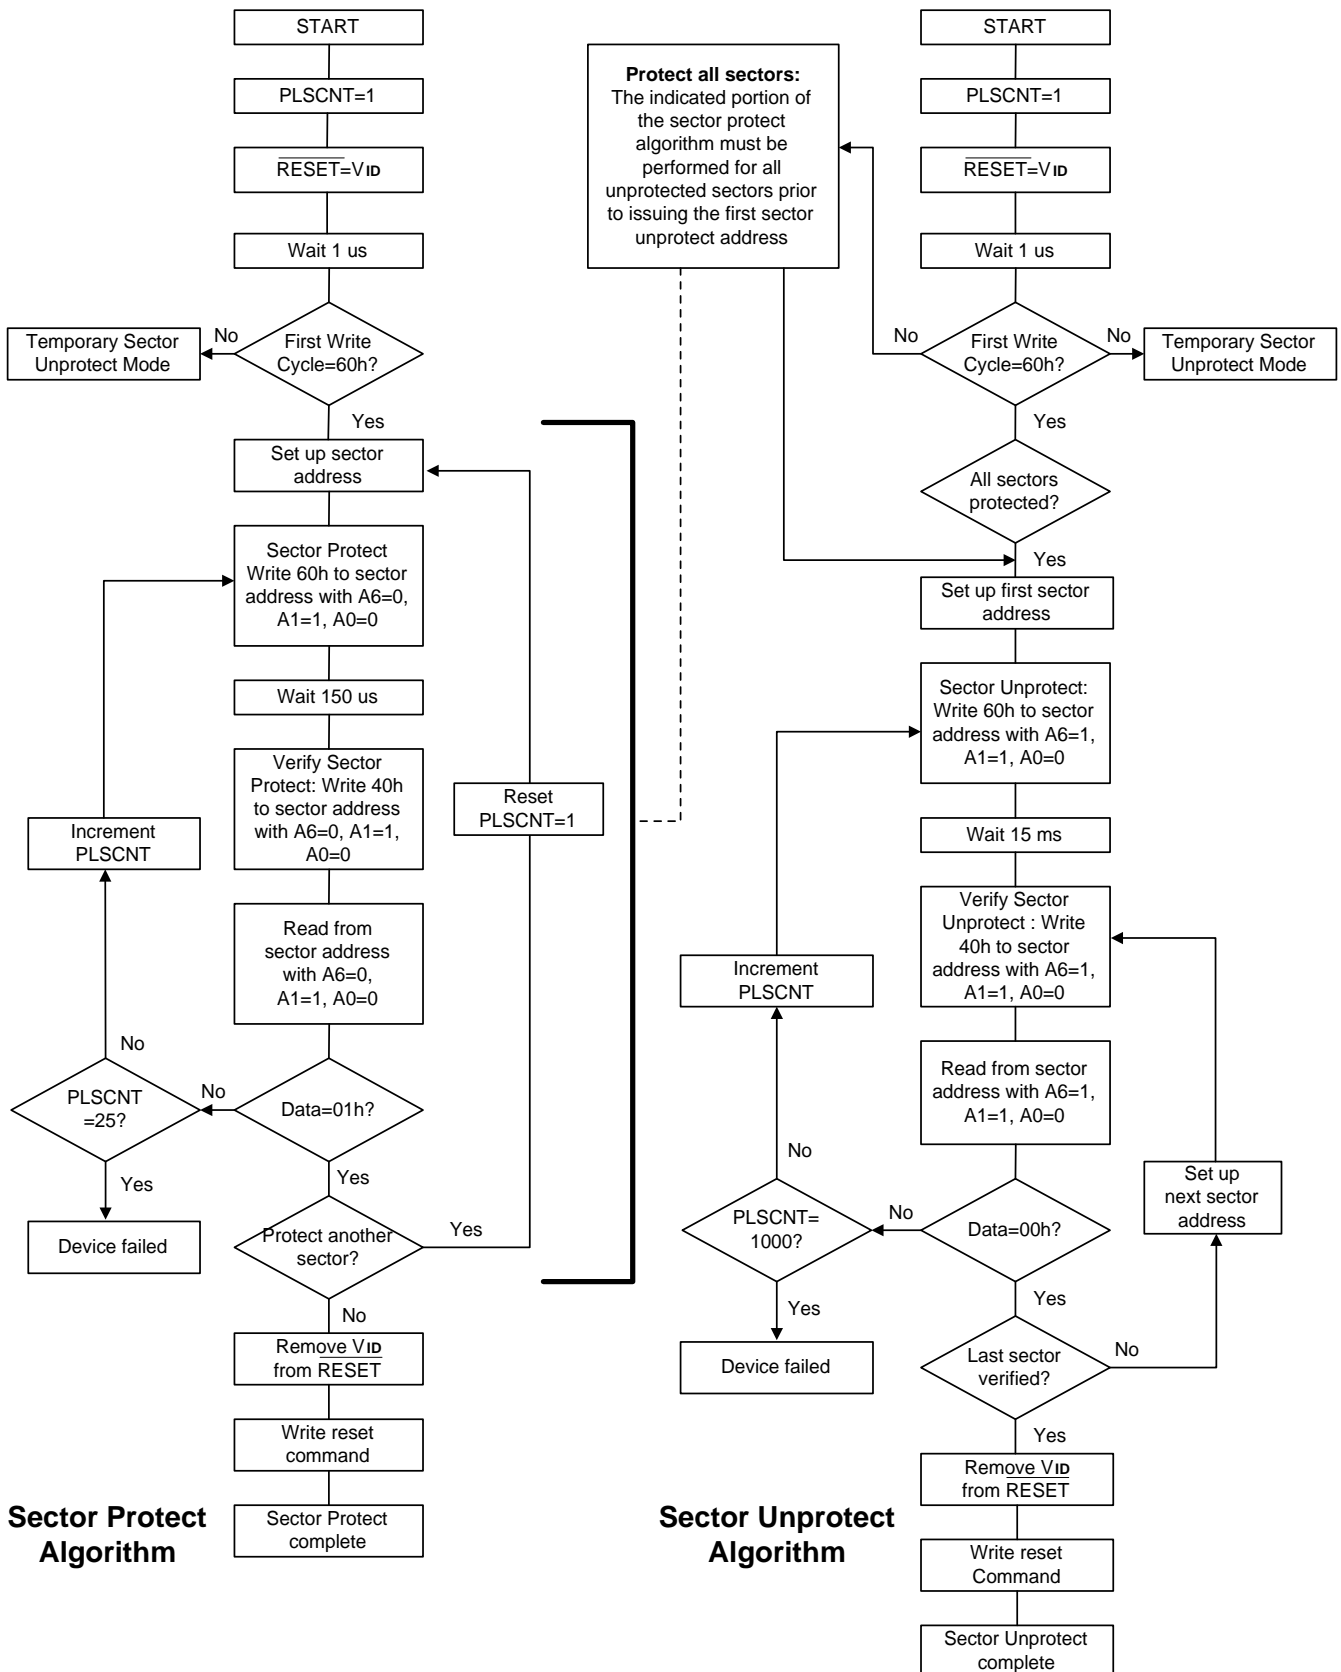 START
PLSCNT=1
RESET=VID
Wait 1 us
First Write
Cycle=60h?
No
Temporary Sector
Unprotect Mode
Yes
Set up sector
address
Sector Protect
Write 60h to sector
address with A6=0,
A1=1, A0=0
Wait 150 us
Verify Sector
Protect: Write 40h
to sector address
with A6=0, A1=1,
A0=0
Reset
PLSCNT=1
Increment
PLSCNT
Read from
sector address
with A6=0,
A1=1, A0=0
No
PLSCNT
=25?
No
Data=01h?
Yes
Device failed
Yes
Protect another
sector?
Yes
No
Remove VID
from RESET
Write reset
command
Sector Protect
complete
Sector Protect
Algorithm
Protect all sectors:
The indicated portion of
the sector protect
algorithm must be
performed for all
unprotected sectors prior
to issuing the first sector
unprotect address
START
PLSCNT=1
RESET=VID
Wait 1 us
No
First Write
Cycle=60h?
No
Temporary Sector
Unprotect Mode
Yes
All sectors
protected?
Yes
Set up first sector
address
Sector Unprotect:
Write 60h to sector
address with A6=1,
A1=1, A0=0
Wait 15 ms
Verify Sector
Unprotect : Write
40h to sector
address with A6=1,
A1=1, A0=0
Increment
PLSCNT
Read from sector
address with A6=1,
A1=1, A0=0
No
PLSCNT=
1000?
No
Data=00h?
Set up
next sector
address
Yes
Device failed
Yes
Last sector
verified?
No
Yes
Remove VID
from RESET
Write reset
Command
Sector Unprotect
complete
Sector Unprotect
Algorithm